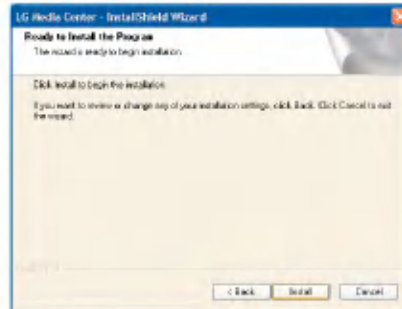 LG Media Center - InstallShield Wizard
Ready to Install the Program
The wizard is ready to begin installation.
Click Install to begin the installation.
If you want to review or change any of your installation settings, click Back. Click Cancel to exit
the wizard.
< Back
Install
Cancel